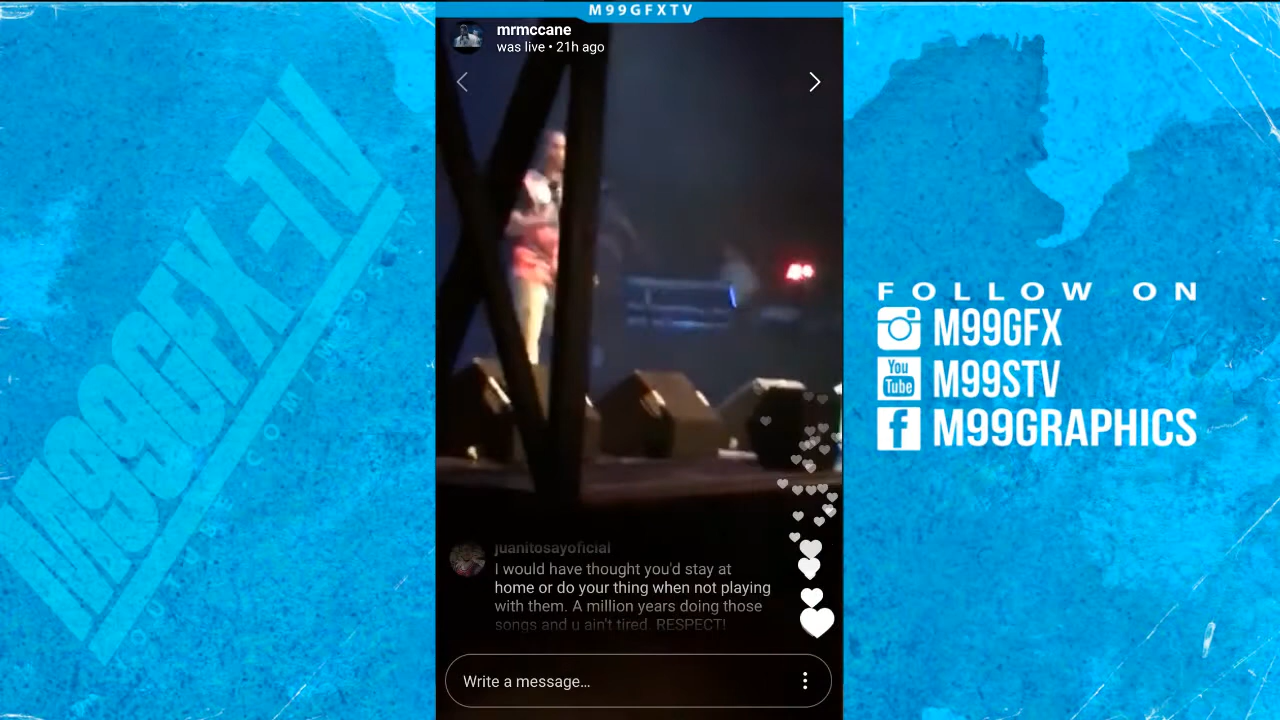 M99GFXTV
mrmccane
was live • 21h ago
M99GFX-TV
FOLLOW ON
M99GFX
You
Tube
M99STV
f
M99GRAPHICS
juanitosayoficial
I would have thought you'd stay at
home or do your thing when not playing
with them. A million years doing those
songs and u ain't tired. RESPECT!
Write a message...